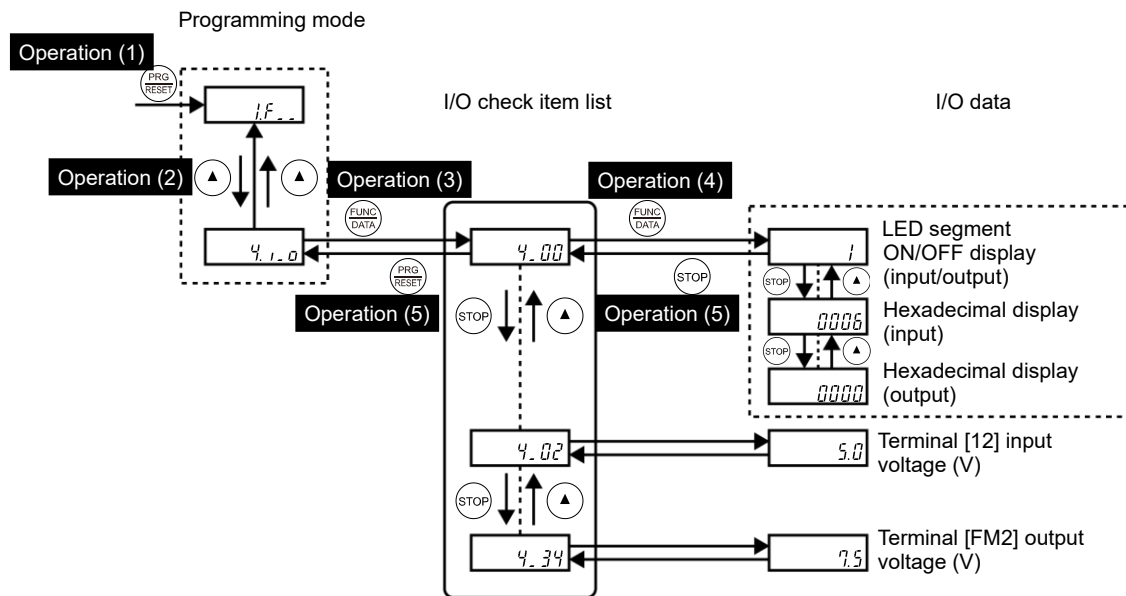 Programming mode
Operation (1)
PRG
RESET
1.F_ _
I/O check item list
I/O data
Operation (2)
▲
▲
Operation (3)
FUNC
DATA
Operation (4)
FUNC
DATA
4.i_o
4_00
1
LED segment
ON/OFF display
(input/output)
PRG
RESET
STOP
Operation (5)
Operation (5)
STOP
▲
STOP
▲
0006
Hexadecimal display
(input)
STOP
▲
0000
Hexadecimal display
(output)
4_02
5.0
Terminal [12] input
voltage (V)
STOP
▲
4_34
7.5
Terminal [FM2] output
voltage (V)